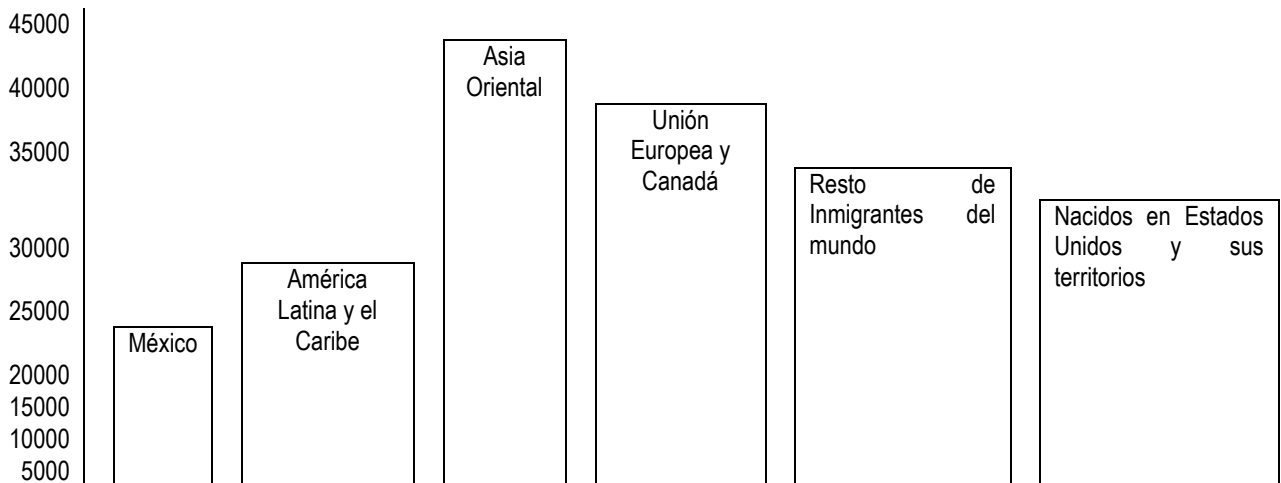 45000
40000
35000
30000
25000
20000
15000
10000
5000
México
América
Latina y el
Caribe
Asia
Oriental
Unión
Europea y
Canadá
Resto de
Inmigrantes del
mundo
Nacidos en Estados
Unidos y sus
territorios